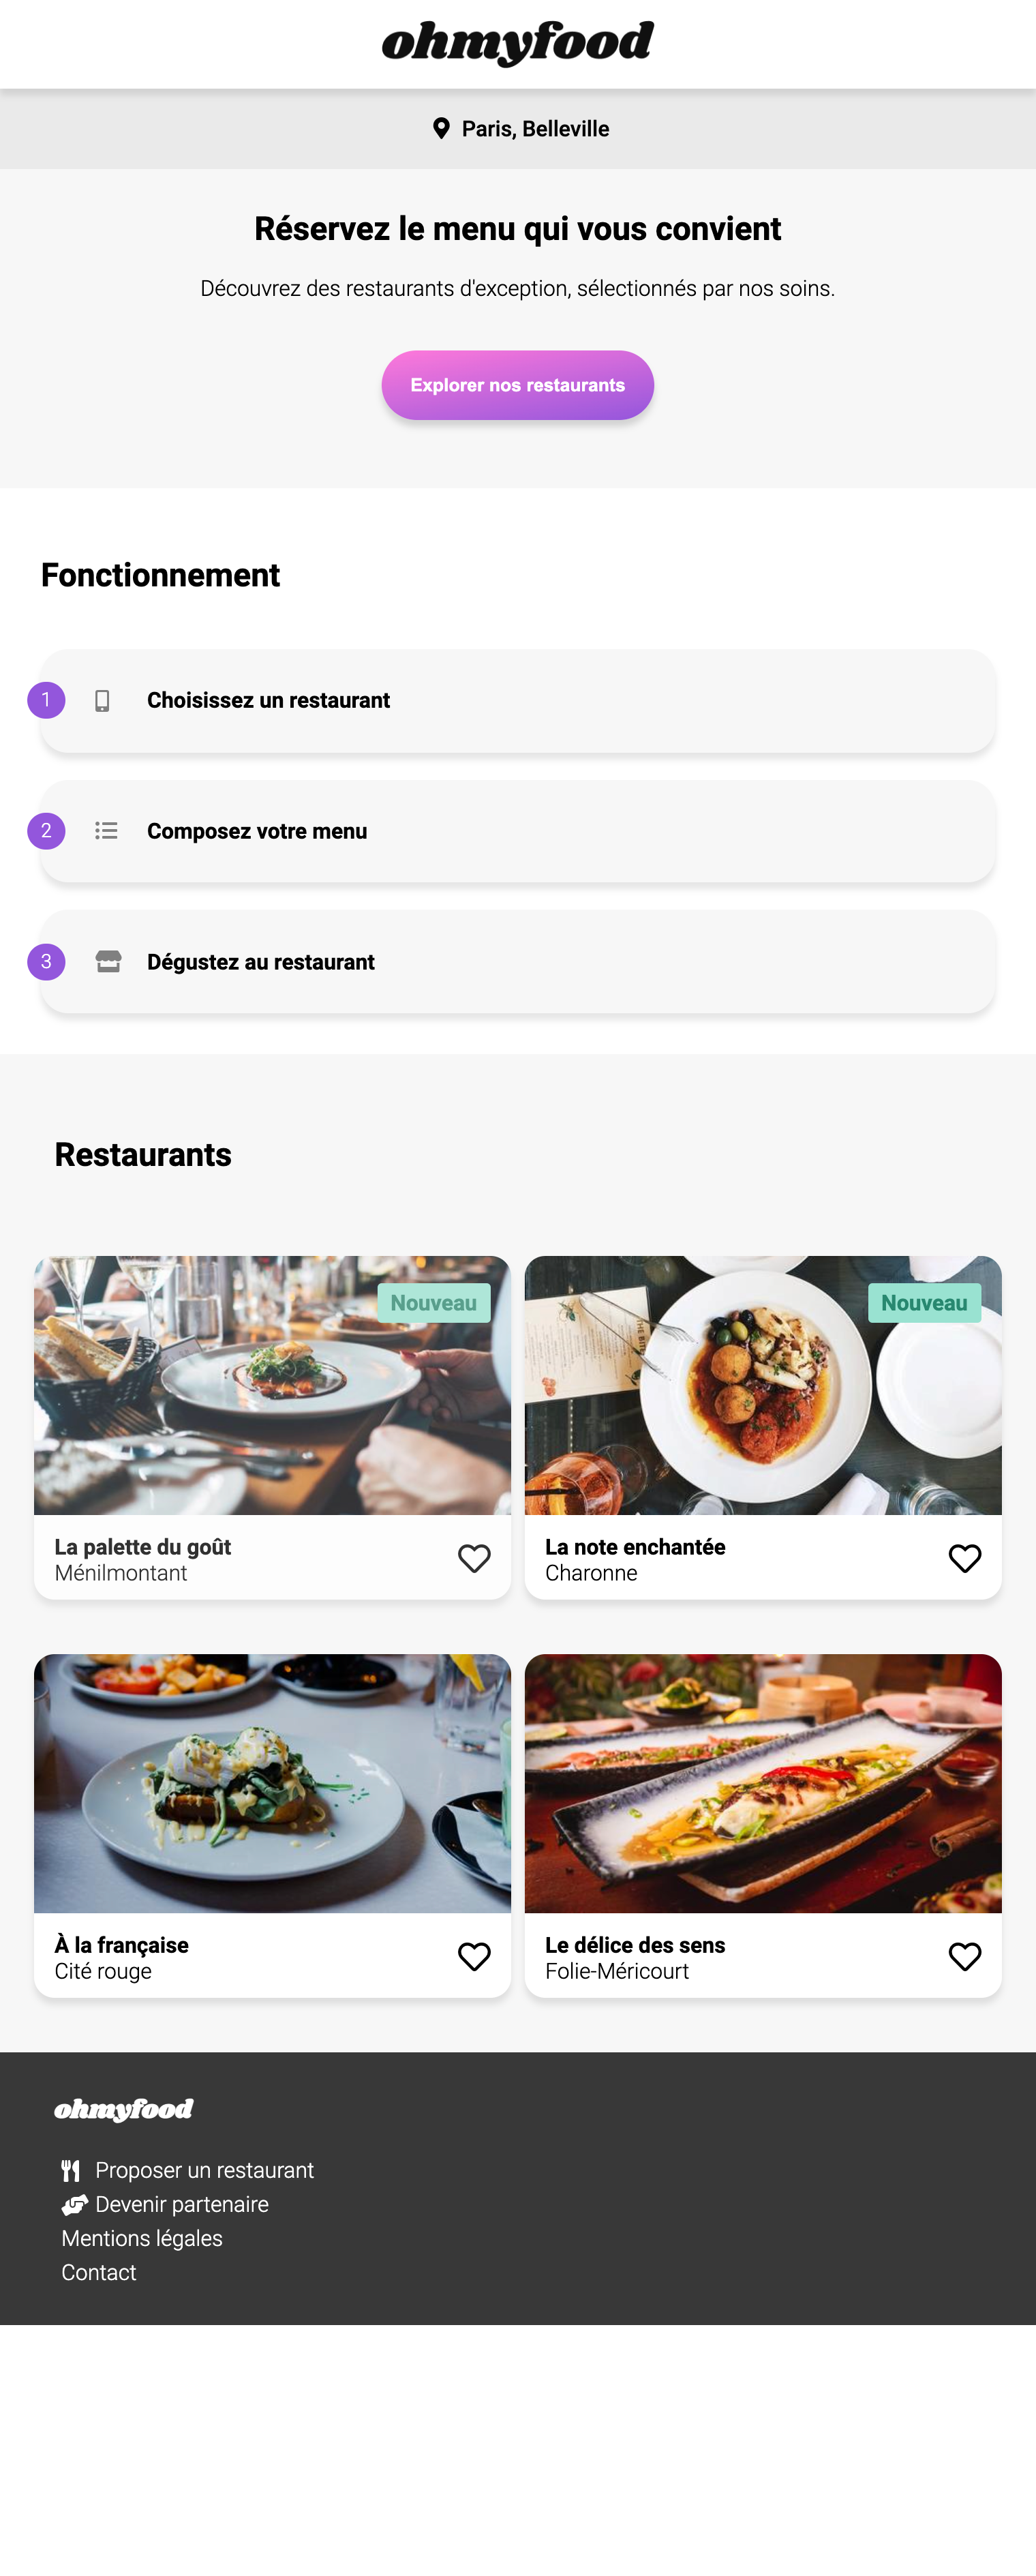 ohmyfood
Paris, Belleville
Réservez le menu qui vous convient
Découvrez des restaurants d'exception, sélectionnés par nos soins.
Explorer nos restaurants
Fonctionnement
1 Choisissez un restaurant
2 Composez votre menu
3 Dégustez au restaurant
Restaurants
Nouveau
Nouveau
La palette du goût
Ménilmontant
La note enchantée
Charonne
À la française
Cité rouge
Le délice des sens
Folie-Méricourt
ohmyfood
Proposer un restaurant
Devenir partenaire
Mentions légales
Contact